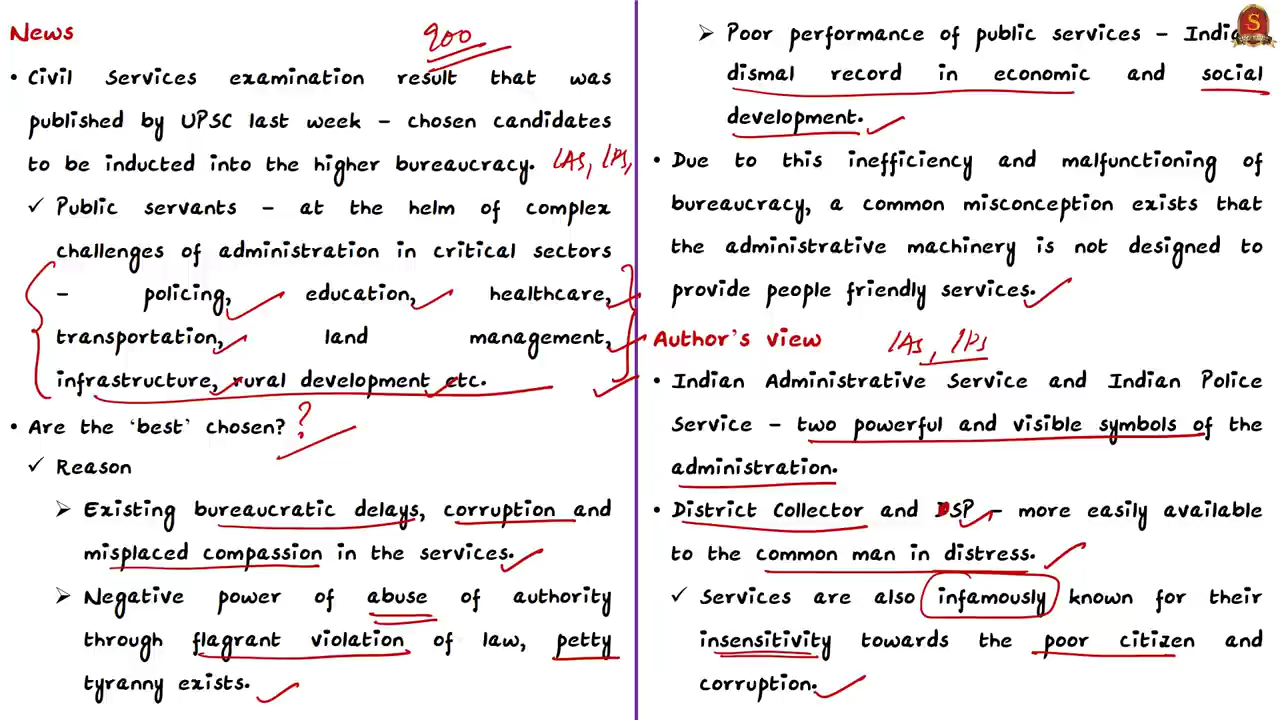 News
900
• Civil Services examination result that was
published by UPSC last week – chosen candidates
to be inducted into the higher bureaucracy. IAS, IPS,
✓ Public servants – at the helm of complex
challenges of administration in critical sectors
– policing, education, healthcare,
transportation, land management,
infrastructure, rural development etc.
• Are the ‘best’ chosen? ?
✓ Reason
➢ Existing bureaucratic delays, corruption and
misplaced compassion in the services.
➢ Negative power of abuse of authority
through flagrant violation of law, petty
tyranny exists.
➢ Poor performance of public services – India
dismal record in economic and social
development.
• Due to this inefficiency and malfunctioning of
bureaucracy, a common misconception exists that
the administrative machinery is not designed to
provide people friendly services.
Author's view IAS, IPS
• Indian Administrative Service and Indian Police
Service – two powerful and visible symbols of the
administration.
• District Collector and DSP – more easily available
to the common man in distress.
✓ Services are also infamously known for their
insensitivity towards the poor citizen and
corruption.
S